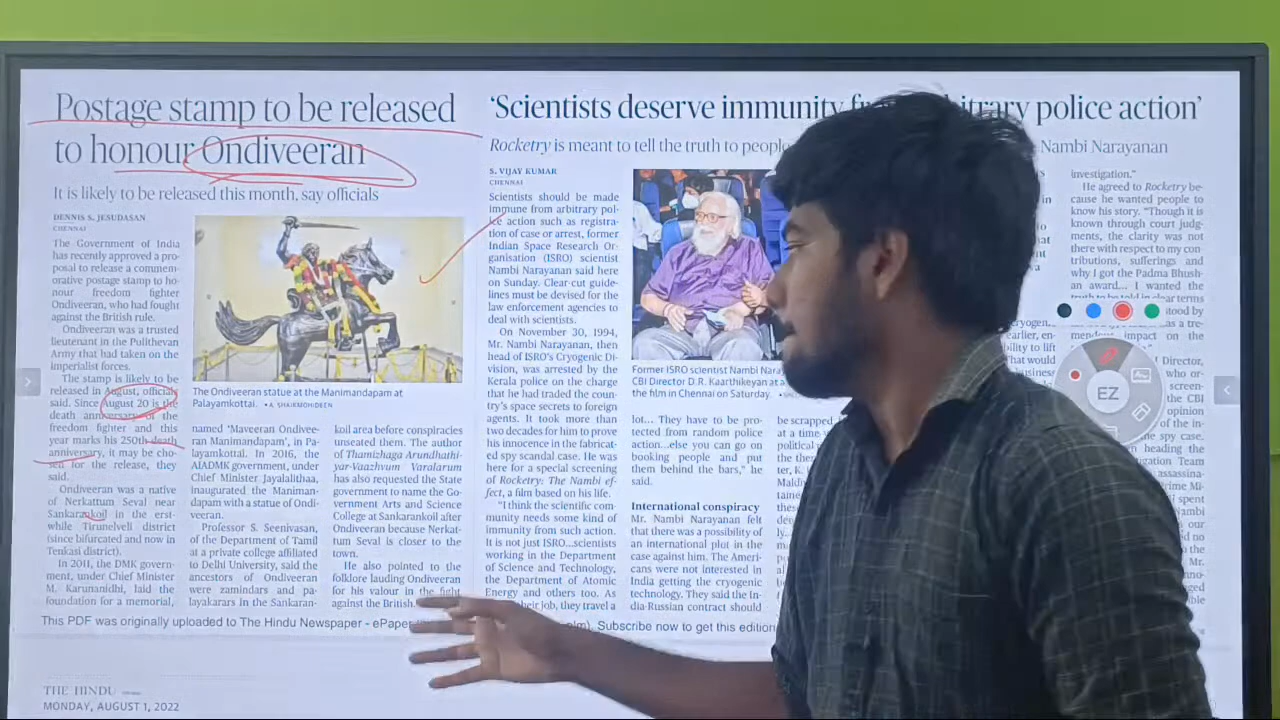 Postage stamp to be released
to honour Ondiveeran
It is likely to be released this month, say officials
DENNIS S. JESUDASAN
CHENNAI
The Government of India
has recently approved a pro-
posal to release a commem-
orative postage stamp to ho-
nour freedom fighter
Ondiveeran, who had fought
against the British rule.
Ondiveeran was a trusted
lieutenant in the Pulithevan
Army that had taken on the
imperialist forces.
The stamp is likely to be
released in August, officials
said. Since August 20 is the
death anniversary of the
freedom fighter and this
year marks his 250th death
anniversary, it may be cho-
sen for the release, they
said.
Ondiveeran was a native
of Nerkattum Seval near
Sankarankoil in the erst-
while Tirunelveli district
(since bifurcated and now in
Tenkasi district).
In 2011, the DMK govern-
ment, under Chief Minister
M. Karunanidhi, laid the
foundation for a memorial,
The Ondiveeran statue at the Manimandapam at
Palayamkottai. • A. SHAIKMOHIDEEN
named 'Maveeran Ondivee-
ran Manimandapam', in Pa-
layamkottai. In 2016, the
AIADMK government, under
Chief Minister Jayalalithaa,
inaugurated the Maniman-
dapam with a statue of Ondi-
veeran.
Professor S. Seenivasan,
of the Department of Tamil
at a private college affiliated
to Delhi University, said the
ancestors of Ondiveeran
were zamindars and pa-
layakarars in the Sankaran-
koil area before conspiracies
unseated them. The author
of Thamizhaga Arundhathi-
yar-Vaazhvum Varalarum
has also requested the State
government to name the Go-
vernment Arts and Science
College at Sankarankoil after
Ondiveeran because Nerkat-
tum Seval is closer to the
town.
He also pointed to the
folklore lauding Ondiveeran
for his valour in the fight
against the British.
'Scientists deserve immunity police action'
Rocketry is meant to tell the truth to people Nambi Narayanan
S. VIJAY KUMAR
CHENNAI
Scientists should be made
immune from arbitrary pol-
ice action such as registra-
tion of case or arrest, former
Indian Space Research Or-
ganisation (ISRO) scientist
Nambi Narayanan said here
on Sunday. Clear-cut guide-
lines must be devised for the
law enforcement agencies to
deal with scientists.
On November 30, 1994,
Mr. Nambi Narayanan, then
head of ISRO's Cryogenic Di-
vision, was arrested by the
Kerala police on the charge
that he had traded the coun-
try's space secrets to foreign
agents. It took more than
two decades for him to prove
his innocence in the fabricat-
ed spy scandal case. He was
here for a special screening
of Rocketry: The Nambi ef-
fect, a film based on his life.
"I think the scientific com-
munity needs some kind of
immunity from such action.
It is not just ISRO...scientists
working in the Department
of Science and Technology,
the Department of Atomic
Energy and others too. As
their job, they travel a
Former ISRO scientist Nambi
CBI Director D.R. Kaarthikeyan at
the film in Chennai on Saturday.
lot... They have to be pro-
tected from random police
action...else you can go on
booking people and put
them behind the bars," he
said.
International conspiracy
Mr. Nambi Narayanan felt
that there was a possibility of
an international plot in the
case against him. The Ameri-
cans were not interested in
India getting the cryogenic
technology. They said the In-
dia-Russian contract should
be scrapped
at a time
political
the
ter, K.
investigation."
He agreed to Rocketry be-
cause he wanted people to
know his story. "Though it is
known through court judg-
ments, the clarity was not
there with respect to my con-
tributions, sufferings and
why I got the Padma Bhush-
an award... I wanted the
truth to be told in clear terms
EZ
This PDF was originally uploaded to The Hindu Newspaper - ePaper Subscribe now to get this edition
THE HINDU
MONDAY, AUGUST 1, 2022